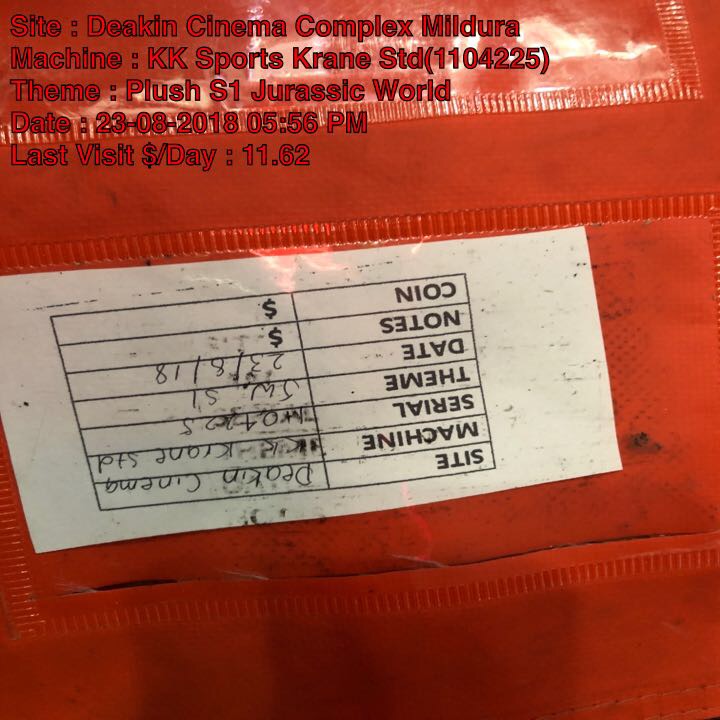 Site : Deakin Cinema Complex Mildura
Machine : KK Sports Krane Std(1104225)
Theme : Plush S1 Jurassic World
Date : 23-08-2018 05:56 PM
Last Visit $/Day : 11.62
SITE Deakin Cinema
MACHINE KK Krane Std
SERIAL 1104225
THEME JW. S1
DATE 23/8/18
NOTES $
COIN $